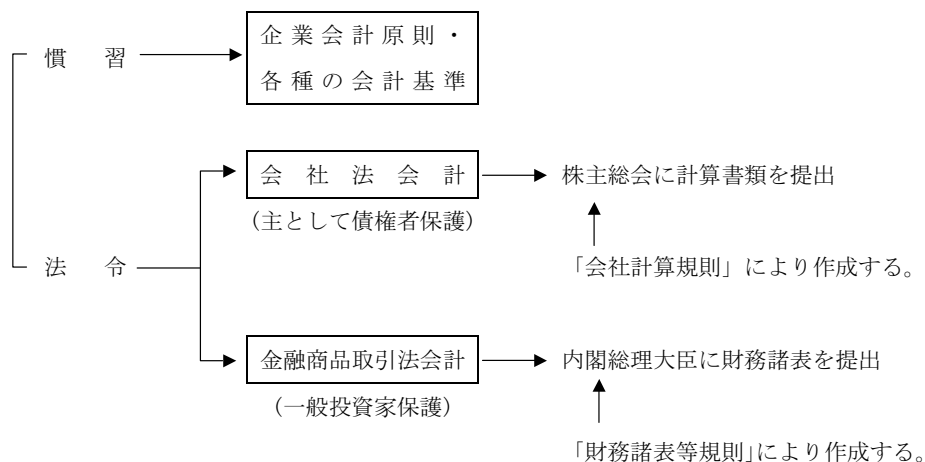 慣習
企業会計原則・
各種の会計基準
会社法会計
株主総会に計算書類を提出
(主として債権者保護)
法令
「会社計算規則」により作成する。
金融商品取引法会計
内閣総理大臣に財務諸表を提出
(一般投資家保護)
「財務諸表等規則」により作成する。